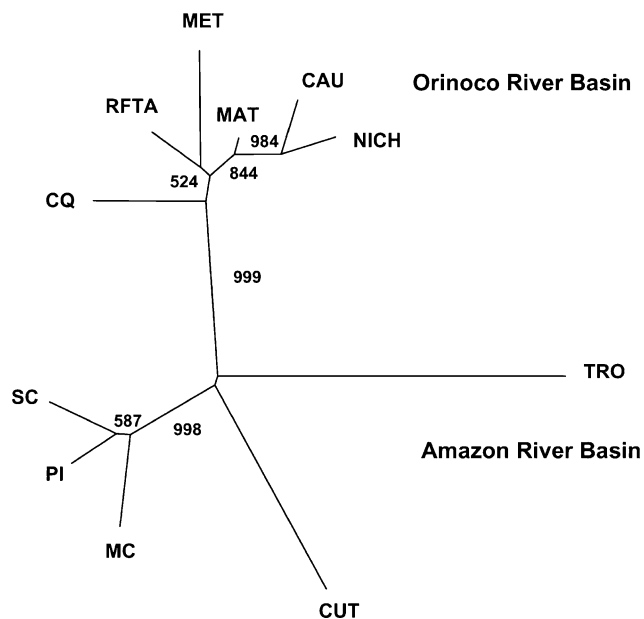 MET
CAU
Orinoco River Basin
RFTA
MAT
984
NICH
844
524
CQ
999
TRO
SC
587
998
Amazon River Basin
PI
MC
CUT